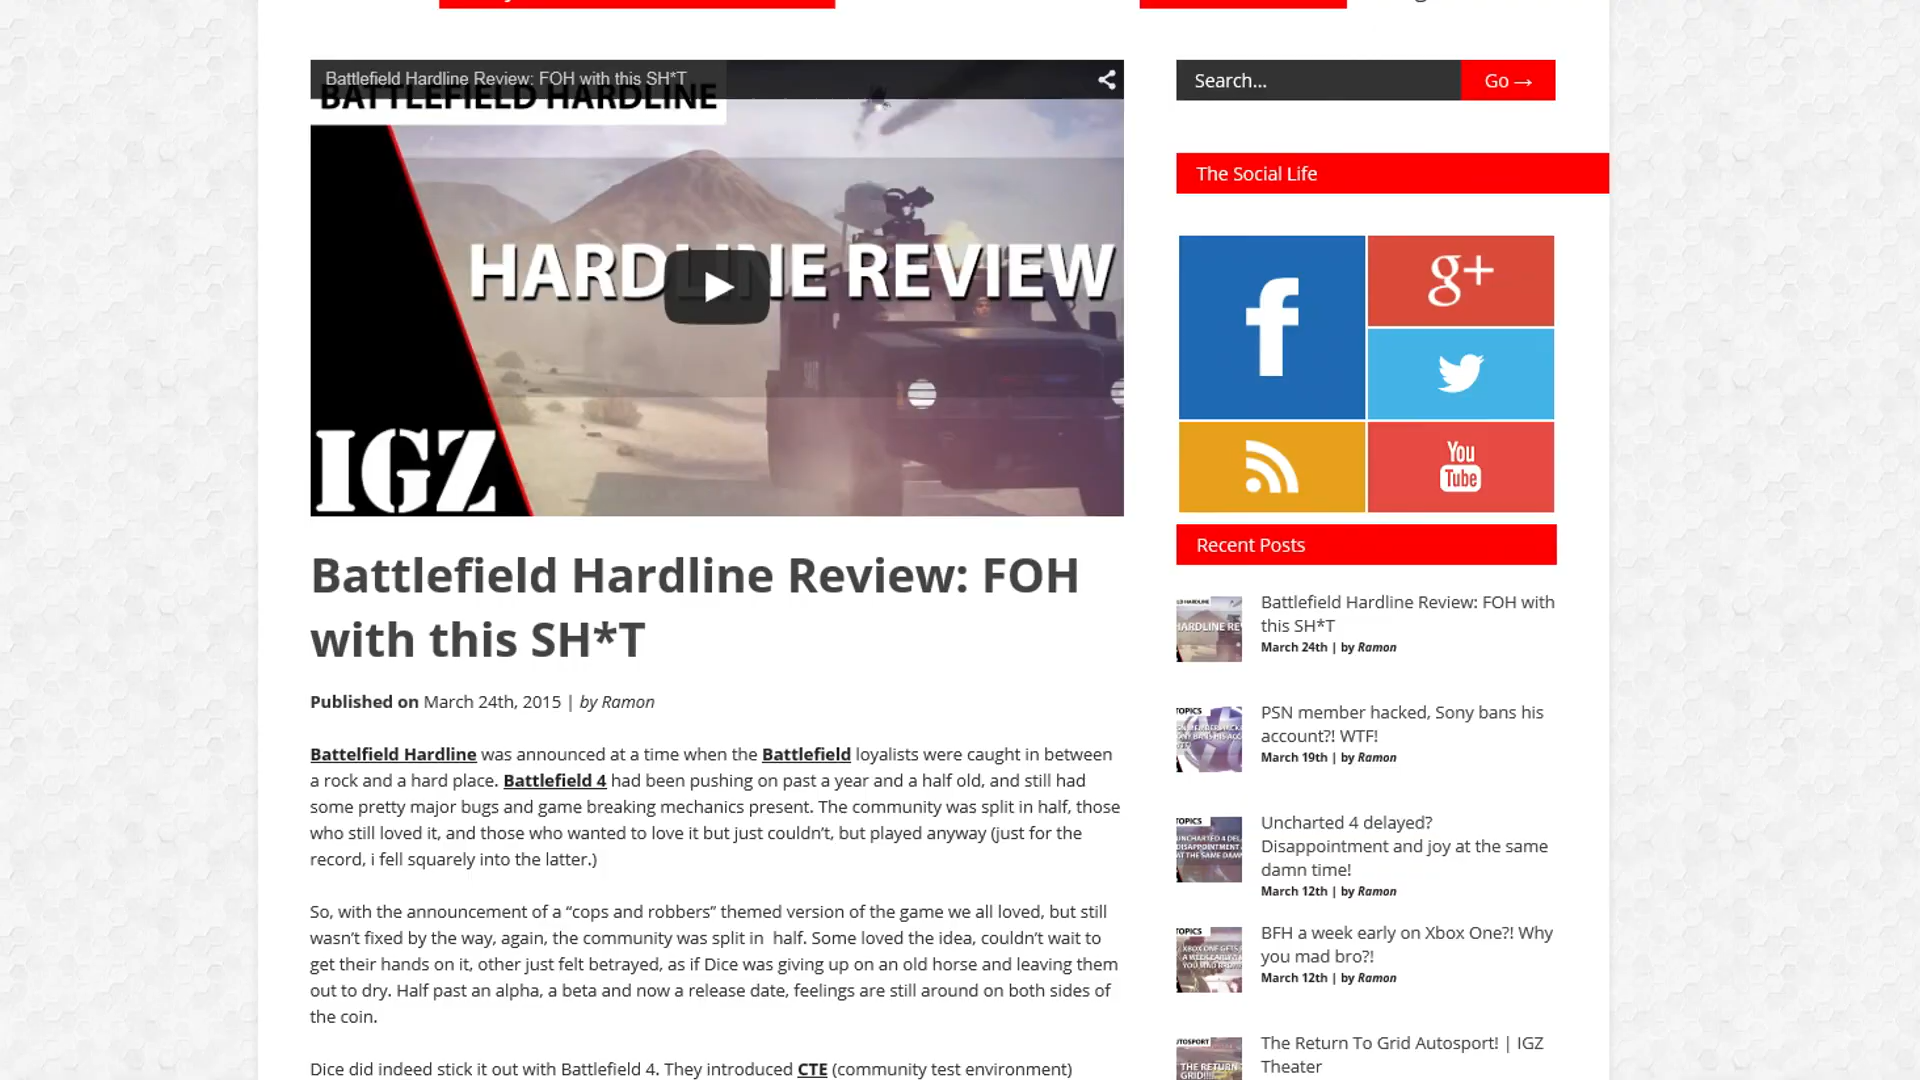 Battlefield Hardline Review: FOH with this SH*T
BATTLEFIELD HARDLINE
HARDLINE REVIEW
IGZ
Battlefield Hardline Review: FOH
with this SH*T
Published on March 24th, 2015 | by Ramon
Battelfield Hardline was announced at a time when the Battlefield loyalists were caught in between
a rock and a hard place. Battlefield 4 had been pushing on past a year and a half old, and still had
some pretty major bugs and game breaking mechanics present. The community was split in half, those
who still loved it, and those who wanted to love it but just couldn't, but played anyway (just for the
record, i fell squarely into the latter.)
So, with the announcement of a “cops and robbers” themed version of the game we all loved, but still
wasn't fixed by the way, again, the community was split in  half. Some loved the idea, couldn't wait to
get their hands on it, other just felt betrayed, as if Dice was giving up on an old horse and leaving them
out to dry. Half past an alpha, a beta and now a release date, feelings are still around on both sides of
the coin.
Dice did indeed stick it out with Battlefield 4. They introduced CTE (community test environment)
Search...
Go →
The Social Life
f
g+
You
Tube
Recent Posts
Battlefield Hardline Review: FOH with
this SH*T
March 24th | by Ramon
TOPICS
PSN member hacked, Sony bans his
account?! WTF!
March 19th | by Ramon
TOPICS
Uncharted 4 delayed?
Disappointment and joy at the same
damn time!
March 12th | by Ramon
TOPICS
BFH a week early on Xbox One?! Why
you mad bro?!
March 12th | by Ramon
THE RETURN
The Return To Grid Autosport! | IGZ
Theater